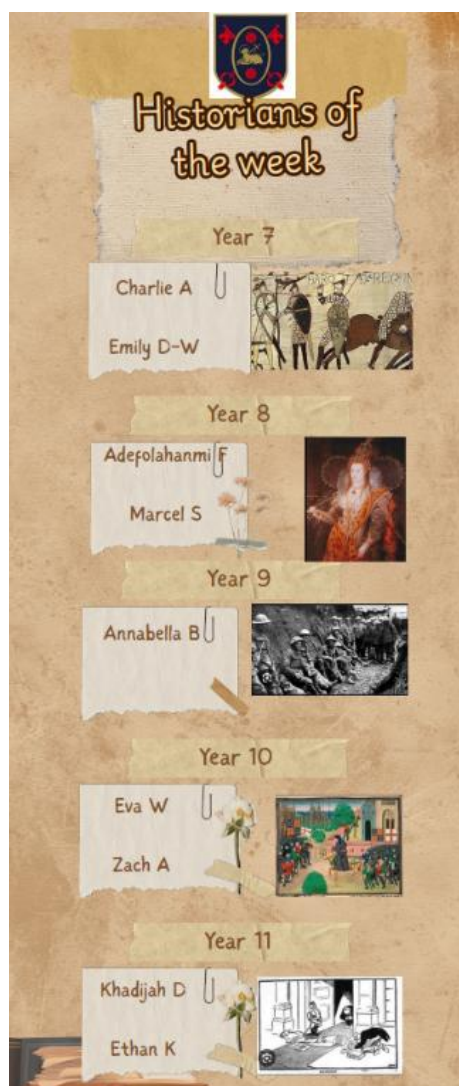 Historians of
the week
Year 7
Charlie A
Emily D-W
Year 8
Adefolahanmi F
Marcel S
Year 9
Annabella B
Year 10
Eva W
Zach A
Year 11
Khadijah D
Ethan K